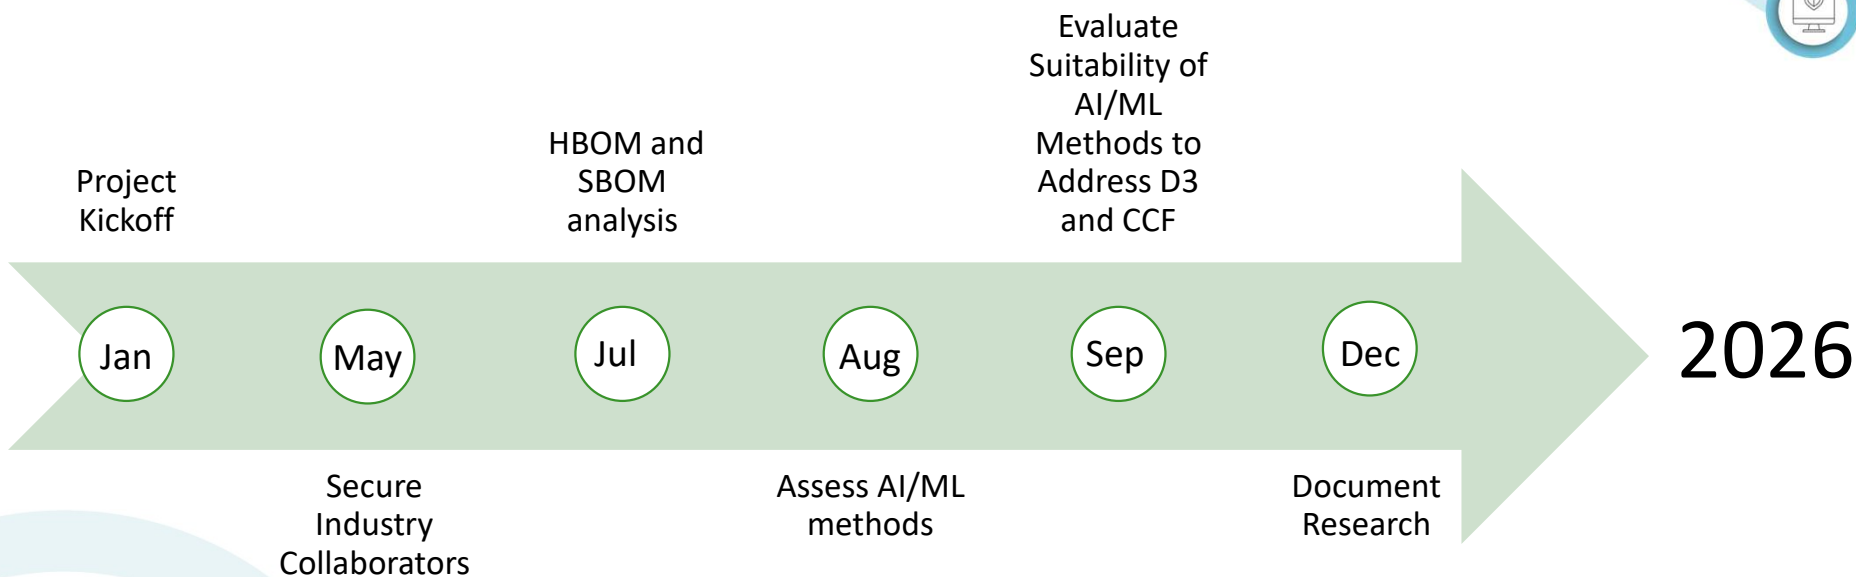 Project
Kickoff
HBOM and
SBOM
analysis
Evaluate
Suitability of
AI/ML
Methods to
Address D3
and CCF
Jan
May
Jul
Aug
Sep
Dec
2026
Secure
Industry
Collaborators
Assess AI/ML
methods
Document
Research